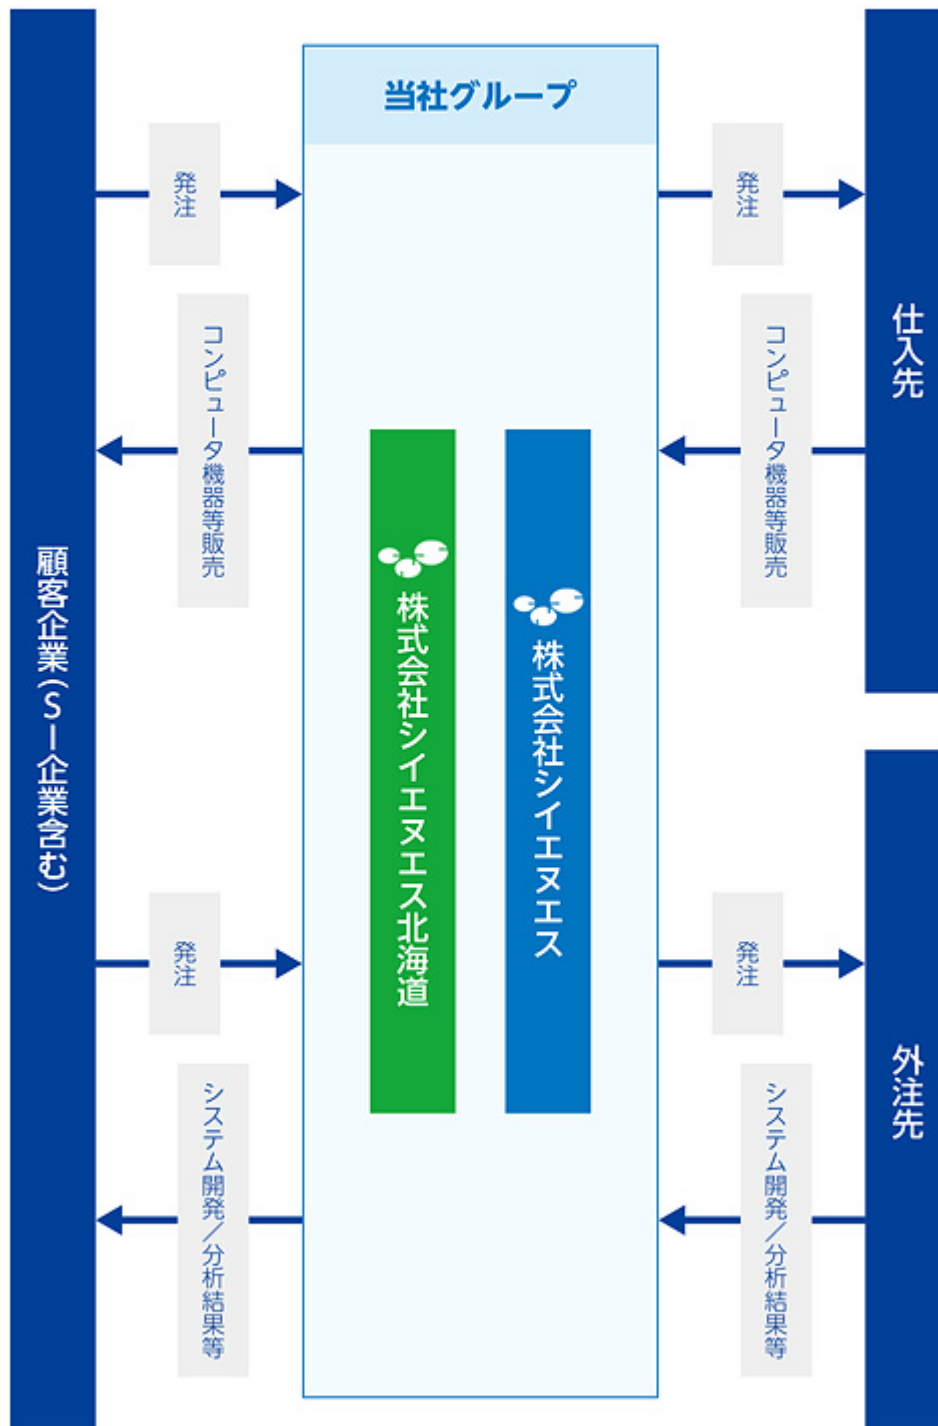 当社グループ
顧客企業(SI企業含む)
発注
コンピュータ機器等販売
発注
システム開発/分析結果等
株式会社シイエヌエス北海道
株式会社シイエヌエス
発注
コンピュータ機器等販売
発注
システム開発/分析結果等
仕入先
外注先